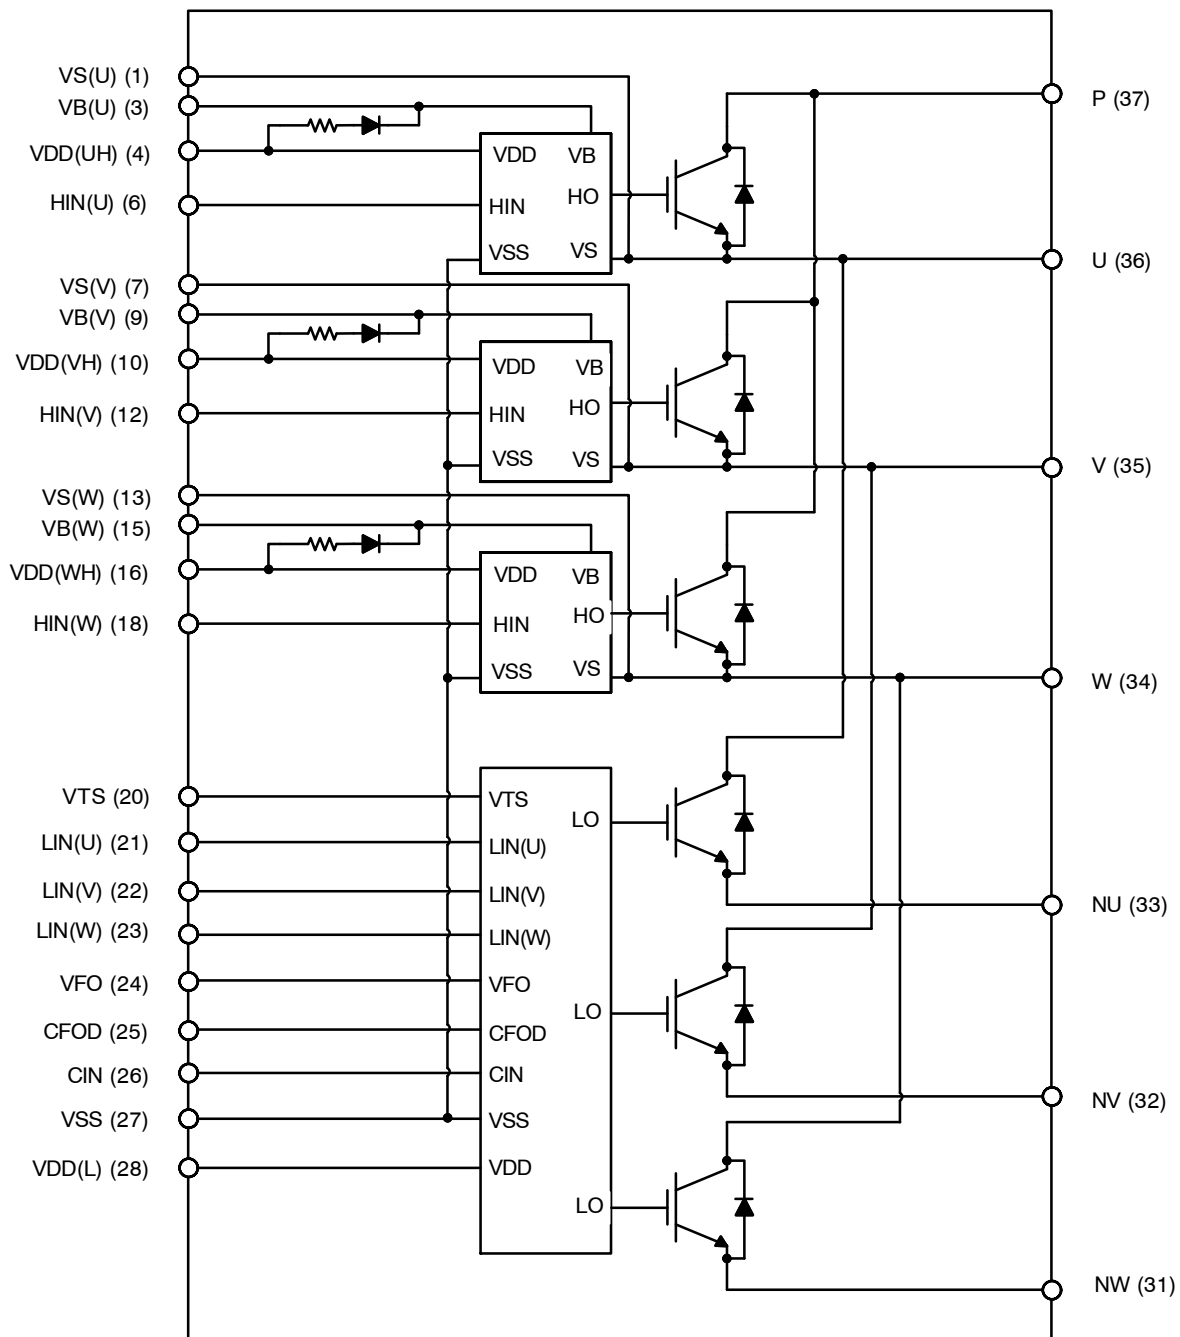 VS(U) (1)
VB(U) (3)
VDD(UH) (4)
HIN(U) (6)
VS(V) (7)
VB(V) (9)
VDD(VH) (10)
HIN(V) (12)
VS(W) (13)
VB(W) (15)
VDD(WH) (16)
HIN(W) (18)
VTS (20)
LIN(U) (21)
LIN(V) (22)
LIN(W) (23)
VFO (24)
CFOD (25)
CIN (26)
VSS (27)
VDD(L) (28)
VDD VB
HIN HO
VSS VS
VDD VB
HIN HO
VSS VS
VDD VB
HIN HO
VSS VS
VTS
LO
LIN(U)
LIN(V)
LIN(W)
VFO
LO
CFOD
CIN
VSS
VDD
LO
P (37)
U (36)
V (35)
W (34)
NU (33)
NV (32)
NW (31)